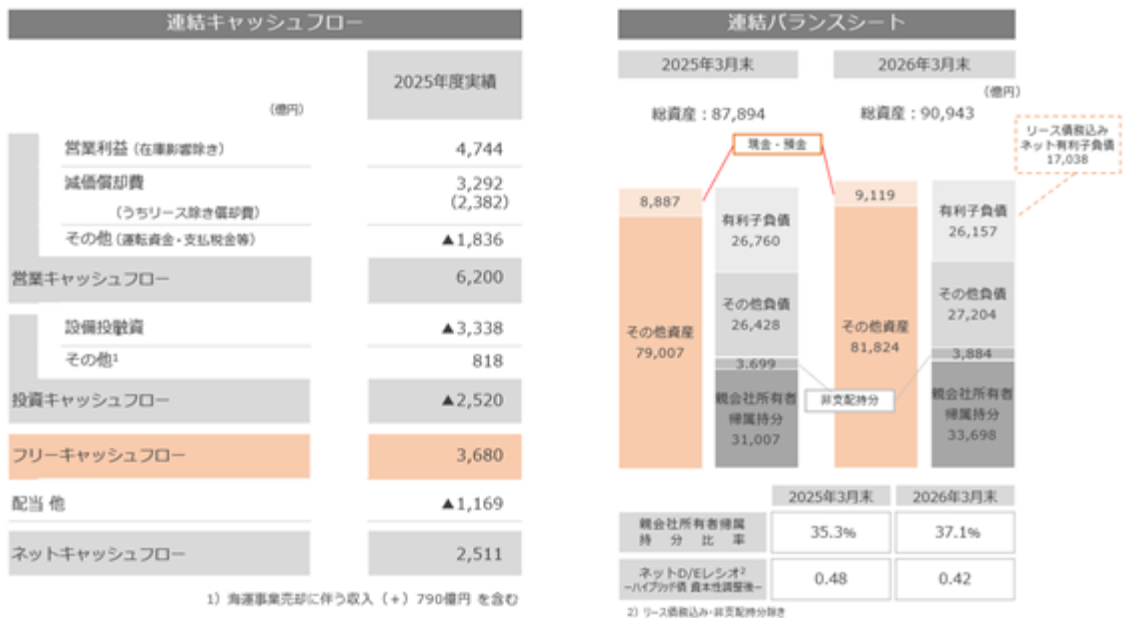 連結キャッシュフロー
2025年度実績
(億円)
営業利益 (在庫影響除き) 4,744
減価償却費 3,292
(うちリース除き償却費) (2,382)
その他 (運転資金・支払税金等) ▲1,836
営業キャッシュフロー 6,200
設備投融資 ▲3,338
その他1 818
投資キャッシュフロー ▲2,520
フリーキャッシュフロー 3,680
配当 他 ▲1,169
ネットキャッシュフロー 2,511
1) 海運事業売却に伴う収入 (+) 790億円 を含む
連結バランスシート
2025年3月末 2026年3月末
(億円)
総資産:87,894 総資産:90,943
現金・預金
リース債務込み
ネット有利子負債
17,038
8,887
有利子負債
26,760
9,119
有利子負債
26,157
その他資産
79,007
その他負債
26,428
その他資産
81,824
その他負債
27,204
3,699
3,884
非支配持分
親会社所有者
帰属持分
31,007
親会社所有者
帰属持分
33,698
2025年3月末 2026年3月末
親会社所有者帰属
持分比率 35.3% 37.1%
ネットD/Eレシオ2
−ハイブリッド債 資本性調整後− 0.48 0.42
2) リース債務込み・非支配持分除き